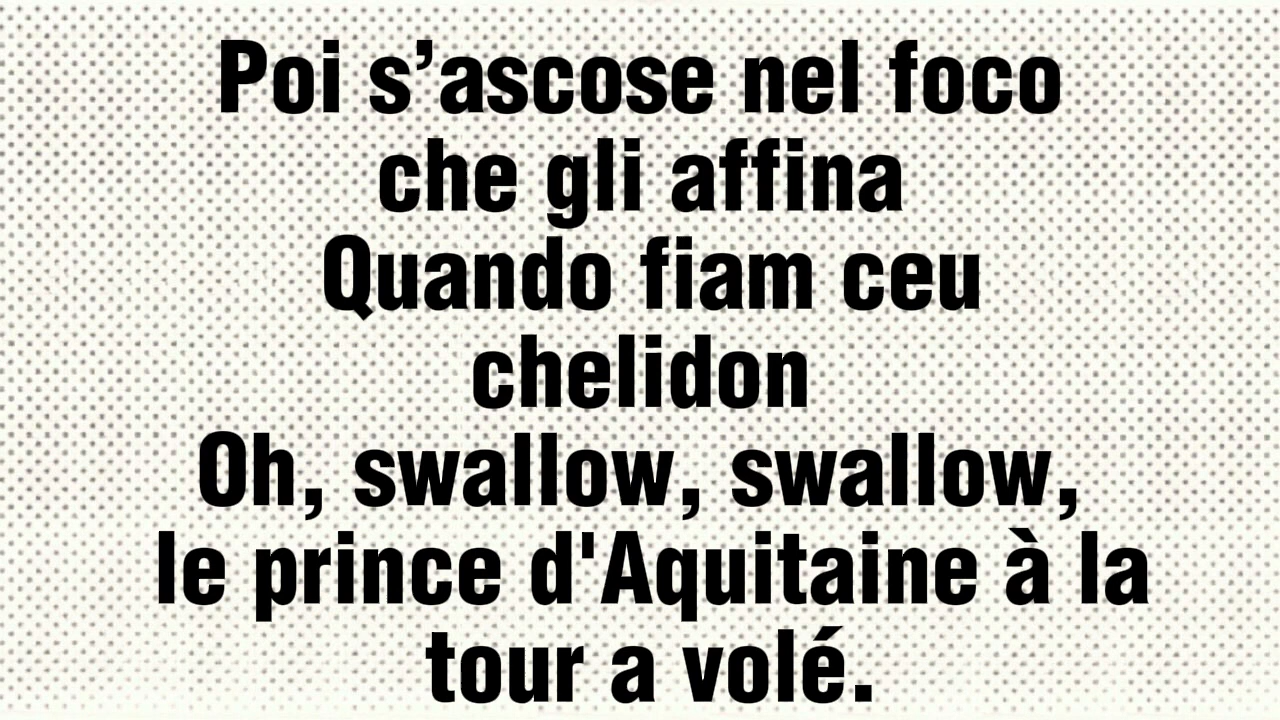 Poi s’ascose nel foco
che gli affina
Quando fiam ceu
chelidon
Oh, swallow, swallow,
le prince d'Aquitaine à la
tour a volé.